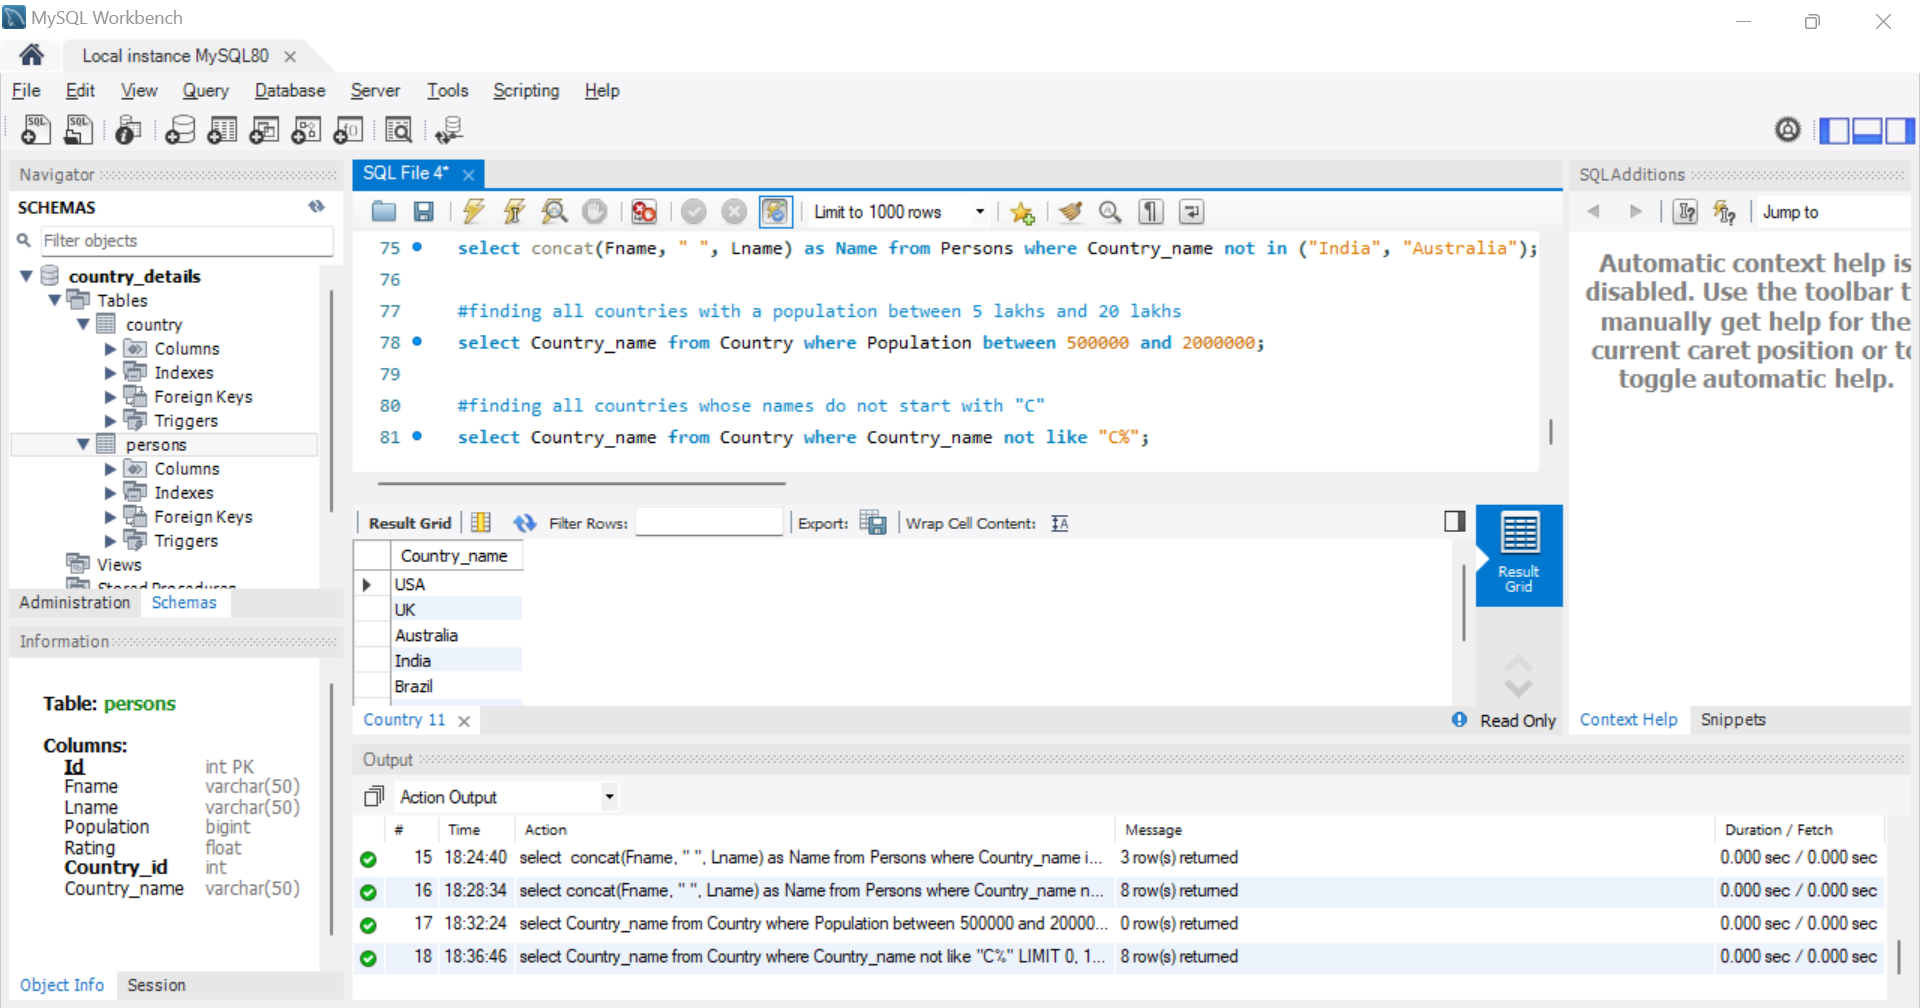 MySQL Workbench
Local instance MySQL80
File Edit View Query Database Server Tools Scripting Help
Navigator
SCHEMAS
Filter objects
country_details
Tables
country
Columns
Indexes
Foreign Keys
Triggers
persons
Columns
Indexes
Foreign Keys
Triggers
Views
Stored Procedures
Administration Schemas
Information
Table: persons
Columns:
Id int PK
Fname varchar(50)
Lname varchar(50)
Population bigint
Rating float
Country_id int
Country_name varchar(50)
Object Info Session
SQL File 4*
Limit to 1000 rows
75 select concat(Fname, " ", Lname) as Name from Persons where Country_name not in ("India", "Australia");
76
77 #finding all countries with a population between 5 lakhs and 20 lakhs
78 select Country_name from Country where Population between 500000 and 2000000;
79
80 #finding all countries whose names do not start with "C"
81 select Country_name from Country where Country_name not like "C%";
Result Grid Filter Rows: Export: Wrap Cell Content:
Country_name
USA
UK
Australia
India
Brazil
Result
Grid
Country 11
Read Only
SQLAdditions
Jump to
Automatic context help is
disabled. Use the toolbar t
manually get help for the
current caret position or to
toggle automatic help.
Context Help Snippets
Output
Action Output
# Time Action Message Duration / Fetch
15 18:24:40 select concat(Fname, " ", Lname) as Name from Persons where Country_name i... 3 row(s) returned 0.000 sec / 0.000 sec
16 18:28:34 select concat(Fname, " ", Lname) as Name from Persons where Country_name n... 8 row(s) returned 0.000 sec / 0.000 sec
17 18:32:24 select Country_name from Country where Population between 500000 and 20000... 0 row(s) returned 0.000 sec / 0.000 sec
18 18:36:46 select Country_name from Country where Country_name not like "C%" LIMIT 0, 1... 8 row(s) returned 0.000 sec / 0.000 sec